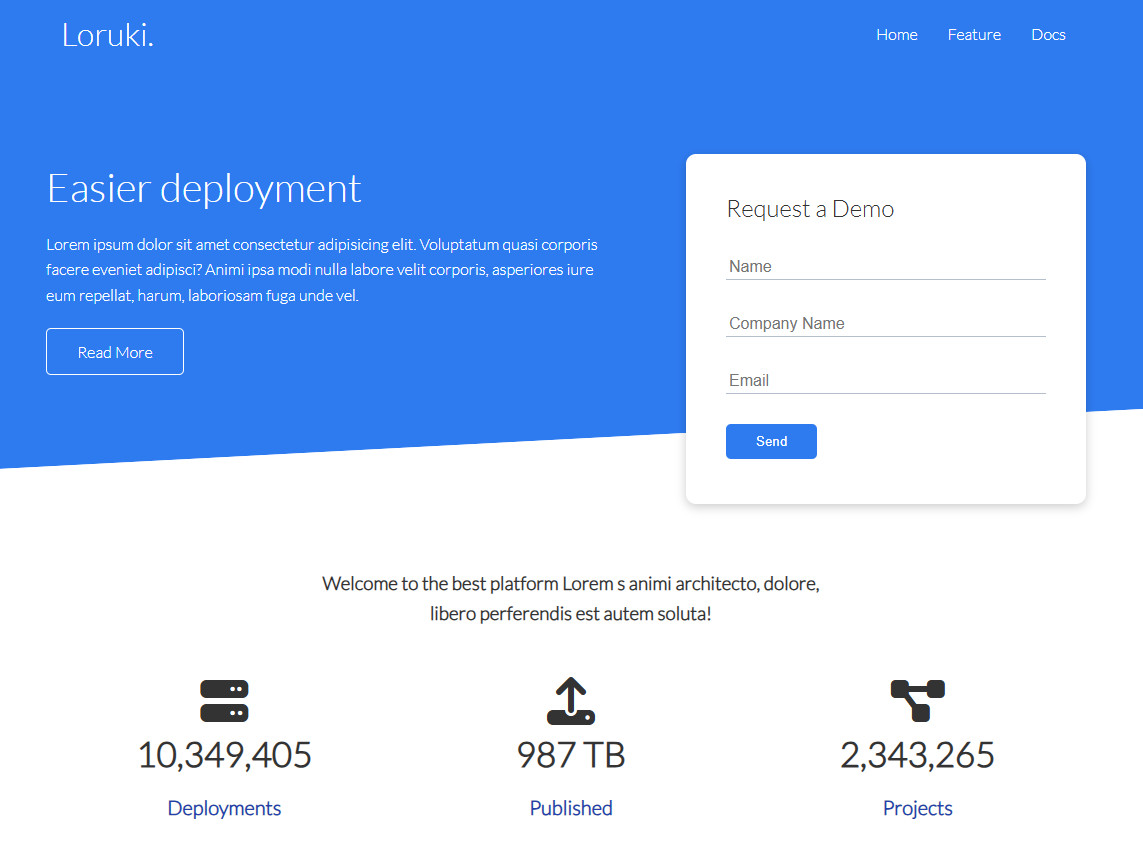 Loruki.
Home Feature Docs
Easier deployment
Lorem ipsum dolor sit amet consectetur adipisicing elit. Voluptatum quasi corporis
facere eveniet adipisci? Animi ipsa modi nulla labore velit corporis, asperiores iure
eum repellat, harum, laboriosam fuga unde vel.
Read More
Request a Demo
Name
Company Name
Email
Send
Welcome to the best platform Lorem s animi architecto, dolore,
libero perferendis est autem soluta!
10,349,405
Deployments
987 TB
Published
2,343,265
Projects